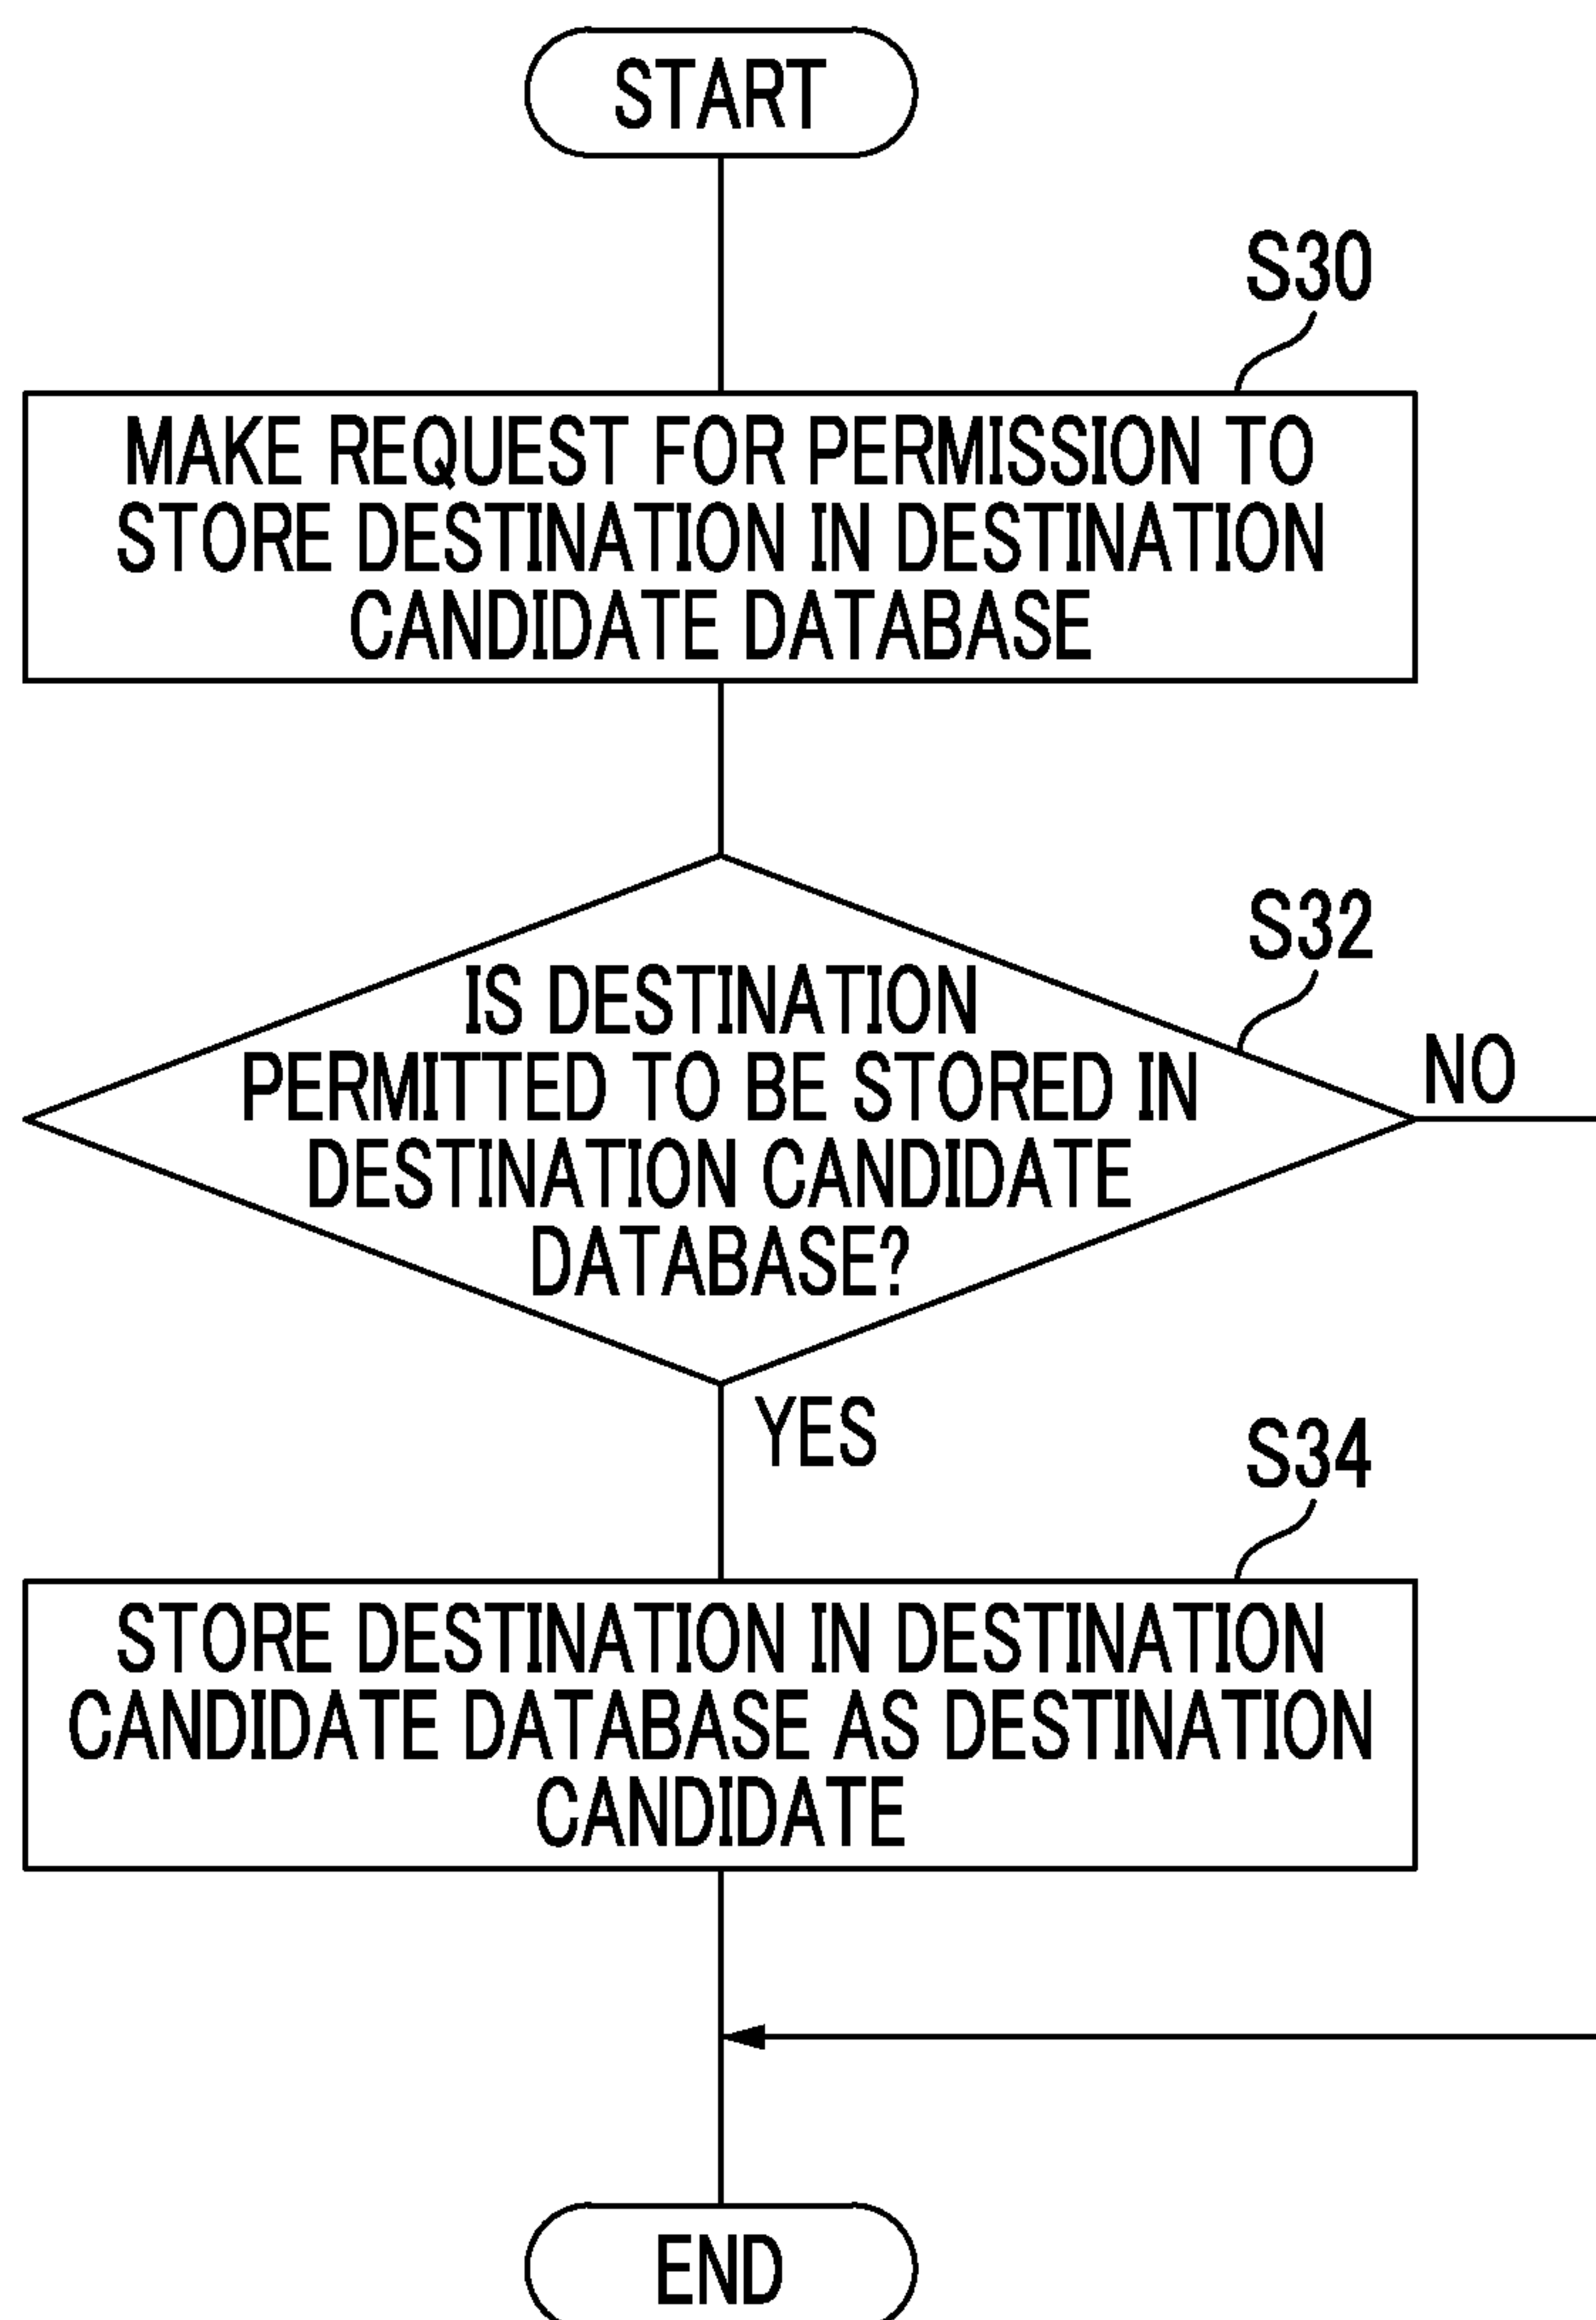 START
S30
MAKE REQUEST FOR PERMISSION TO
STORE DESTINATION IN DESTINATION
CANDIDATE DATABASE
S32
IS DESTINATION
PERMITTED TO BE STORED IN
DESTINATION CANDIDATE
DATABASE?
NO
YES
S34
STORE DESTINATION IN DESTINATION
CANDIDATE DATABASE AS DESTINATION
CANDIDATE
END